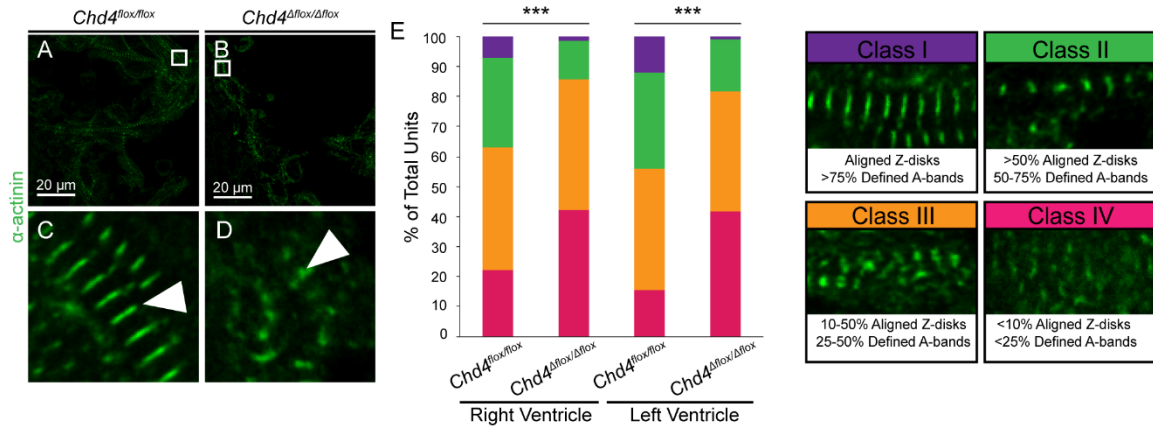 Chd4flox/flox
Chd4Δflox/Δflox
A
B
20 µm
20 µm
α-actinin
C
D
E
***
***
% of Total Units
100
90
80
70
60
50
40
30
20
10
0
Chd4flox/flox
Chd4Δflox/Δflox
Chd4flox/flox
Chd4Δflox/Δflox
Right Ventricle
Left Ventricle
Class I
Aligned Z-disks
>75% Defined A-bands
Class II
>50% Aligned Z-disks
50-75% Defined A-bands
Class III
10-50% Aligned Z-disks
25-50% Defined A-bands
Class IV
<10% Aligned Z-disks
<25% Defined A-bands